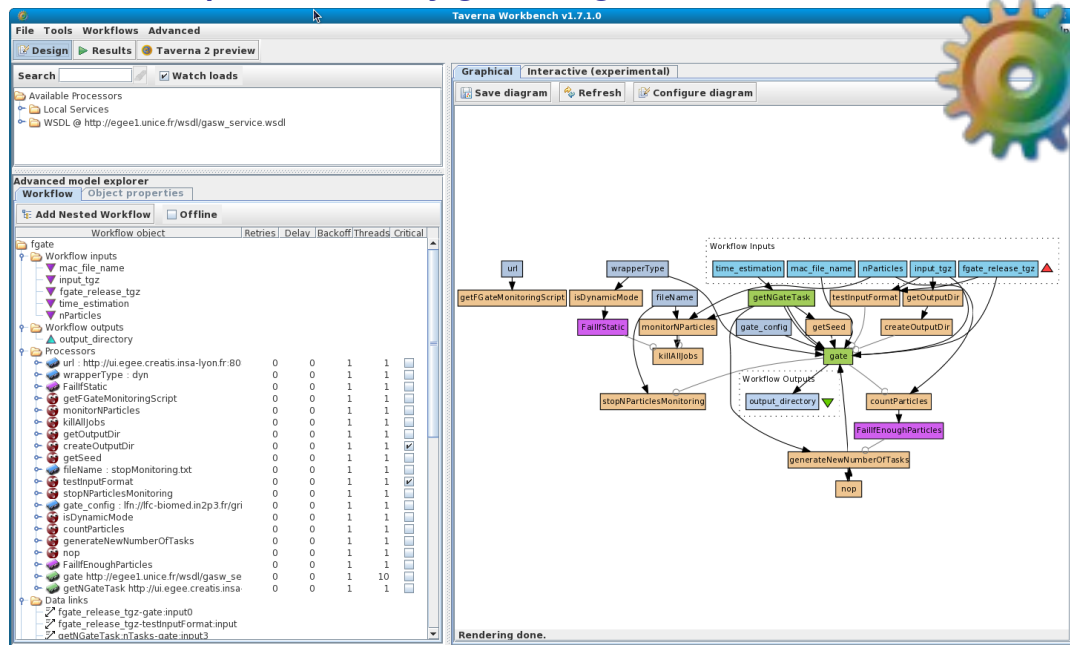 Taverna Workbench v1.7.1.0
File Tools Workflows Advanced
Design Results Taverna 2 preview
Search Watch loads
Available Processors
Local Services
WSDL @ http://egee1.unice.fr/wsdl/gasw_service.wsdl
Advanced model explorer
Workflow Object properties
Add Nested Workflow Offline
Workflow object Retries Delay Backoff Threads Critical
fgate
Workflow inputs
mac_file_name
input_tgz
fgate_release_tgz
time_estimation
nParticles
Workflow outputs
output_directory
Processors
url : http://ui.egee.creatis.insa-lyon.fr:80 0 0 1 1
wrapperType : dyn 0 0 1 1
FailIfStatic 0 0 1 1
getFGateMonitoringScript 0 0 1 1
monitorNParticles 0 0 1 1
killAllJobs 0 0 1 1
getOutputDir 0 0 1 1
createOutputDir 0 0 1 1
getSeed 0 0 1 1
fileName : stopMonitoring.txt 0 0 1 1
testInputFormat 0 0 1 1
stopNParticlesMonitoring 0 0 1 1
gate_config : lfn://lfc-biomed.in2p3.fr/gri 0 0 1 1
isDynamicMode 0 0 1 1
countParticles 0 0 1 1
generateNewNumberOfTasks 0 0 1 1
nop 0 0 1 1
FailIfEnoughParticles 0 0 1 1
gate http://egee1.unice.fr/wsdl/gasw_se 0 0 1 10
getNGateTask http://ui.egee.creatis.insa- 0 0 1 1
Data links
fgate_release_tgz-gate:input0
fgate_release_tgz-testInputFormat:input
getNGateTask:nTasks-gate:input3
Graphical Interactive (experimental)
Save diagram Refresh Configure diagram
Workflow Inputs
url wrapperType time_estimation mac_file_name nParticles input_tgz fgate_release_tgz
getFGateMonitoringScript isDynamicMode fileName getNGateTask testInputFormat getOutputDir
FailIfStatic monitorNParticles gate_config getSeed createOutputDir
killAllJobs gate
Workflow Outputs
stopNParticlesMonitoring output_directory countParticles
FailIfEnoughParticles
generateNewNumberOfTasks
nop
Rendering done.